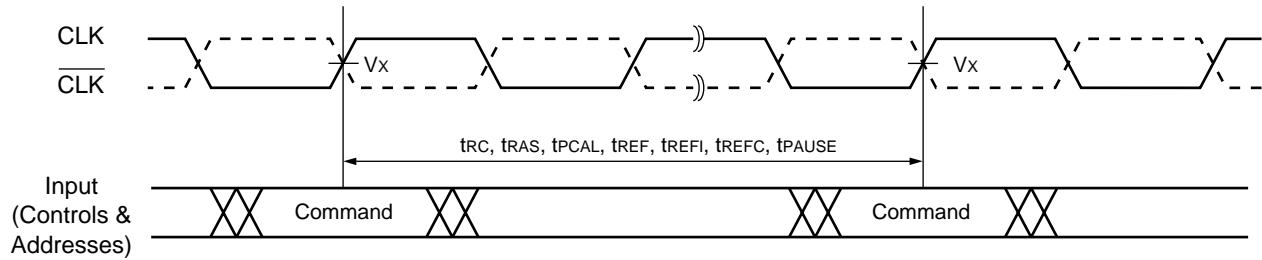 CLK
CLK
VX
VX
tRC, tRAS, tPCAL, tREF, tREFI, tREFC, tPAUSE
Input
(Controls &
Addresses)
Command
Command